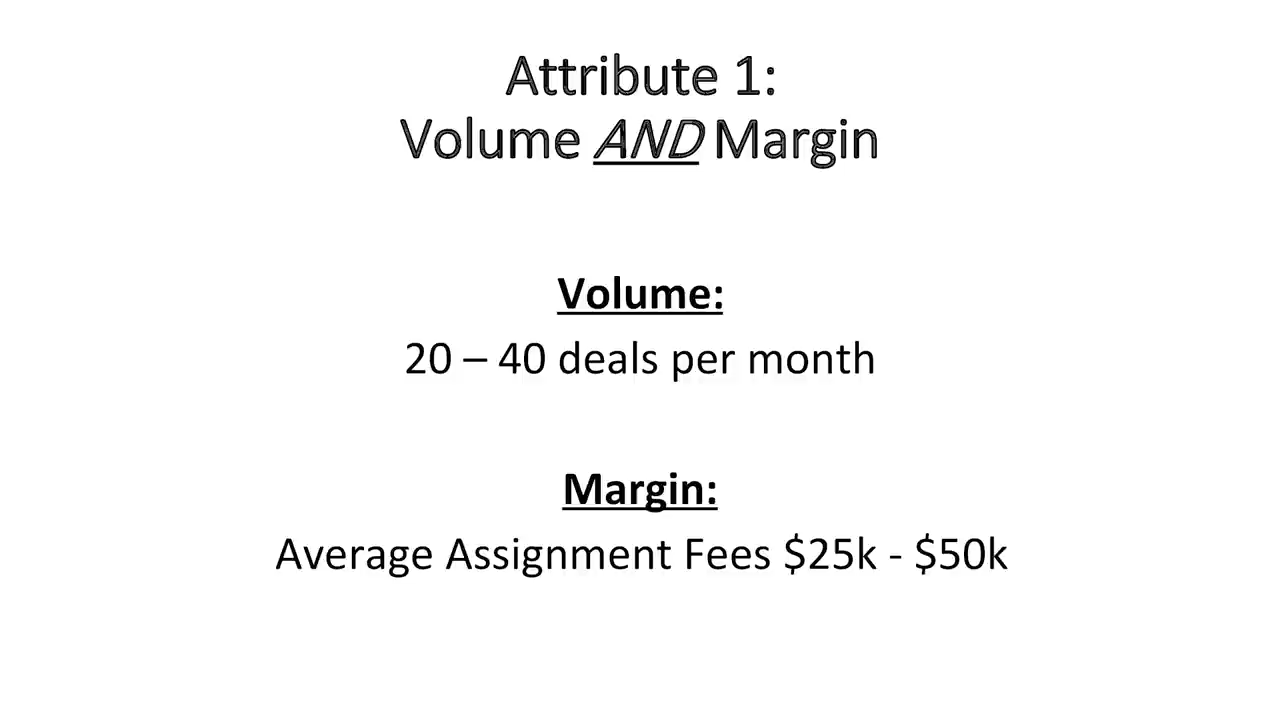 Attribute 1:
Volume AND Margin
Volume:
20 – 40 deals per month
Margin:
Average Assignment Fees $25k - $50k